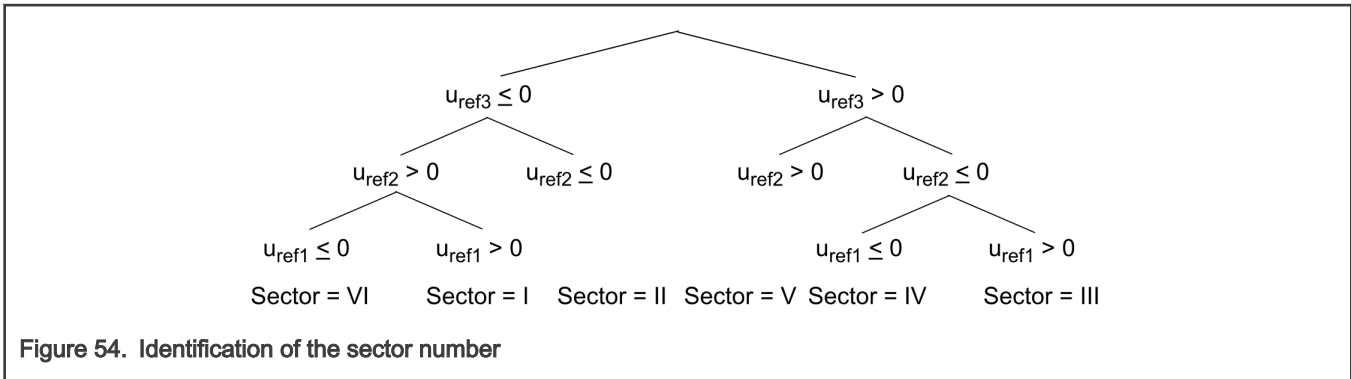 u_ref3 ≤ 0 u_ref3 > 0
u_ref2 > 0 u_ref2 ≤ 0 u_ref2 > 0 u_ref2 ≤ 0
u_ref1 ≤ 0 u_ref1 > 0 u_ref1 ≤ 0 u_ref1 > 0
Sector = VI Sector = I Sector = II Sector = V Sector = IV Sector = III
Figure 54. Identification of the sector number